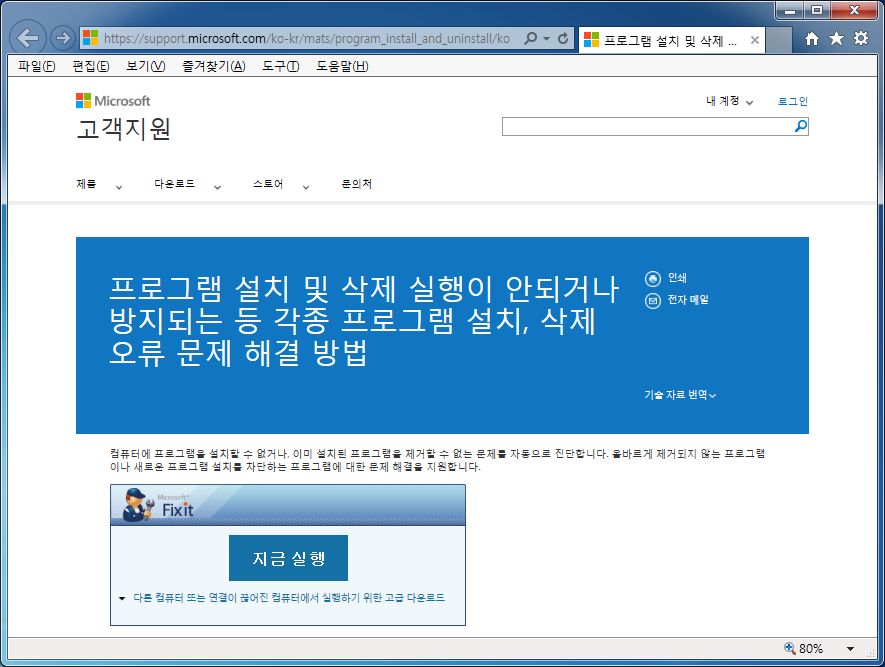 https://support.microsoft.com/ko-kr/mats/program_install_and_uninstall/ko
프로그램 설치 및 삭제 ...
파일(F) 편집(E) 보기(V) 즐겨찾기(A) 도구(T) 도움말(H)
Microsoft
내 계정
로그인
고객지원
제품 다운로드 스토어 문의처
프로그램 설치 및 삭제 실행이 안되거나
방지되는 등 각종 프로그램 설치, 삭제
오류 문제 해결 방법
인쇄
전자 메일
기술 자료 번역
컴퓨터에 프로그램을 설치할 수 없거나, 이미 설치된 프로그램을 제거할 수 없는 문제를 자동으로 진단합니다. 올바르게 제거되지 않는 프로그램
이나 새로운 프로그램 설치를 차단하는 프로그램에 대한 문제 해결을 지원합니다.
Microsoft®
Fix it
지금 실행
다른 컴퓨터 또는 연결이 끊어진 컴퓨터에서 실행하기 위한 고급 다운로드
80%